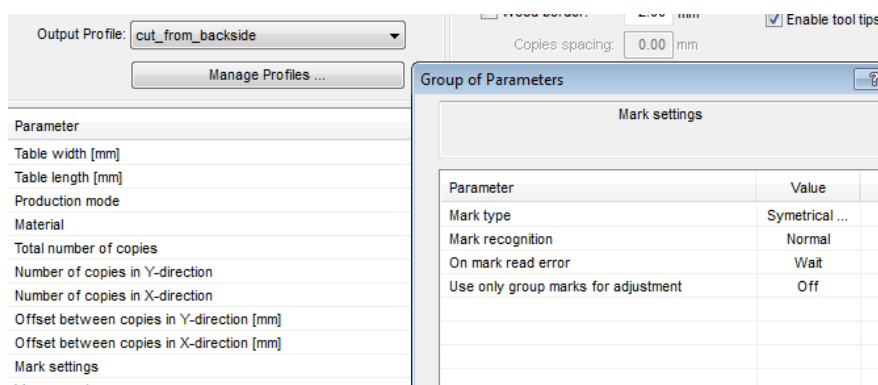 Output Profile: cut_from_backside
Manage Profiles ...
2.00 mm
Enable tool tips
Copies spacing: 0.00 mm
Group of Parameters
Mark settings
Parameter
Table width [mm]
Table length [mm]
Production mode
Material
Total number of copies
Number of copies in Y-direction
Number of copies in X-direction
Offset between copies in Y-direction [mm]
Offset between copies in X-direction [mm]
Mark settings
Parameter Value
Mark type Symetrical ...
Mark recognition Normal
On mark read error Wait
Use only group marks for adjustment Off